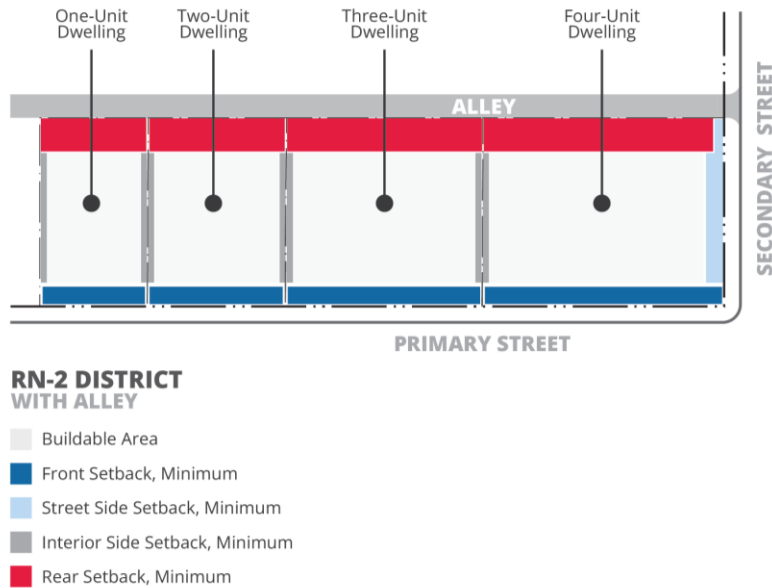 One-Unit
Dwelling
Two-Unit
Dwelling
Three-Unit
Dwelling
Four-Unit
Dwelling
ALLEY
SECONDARY STREET
PRIMARY STREET
RN-2 DISTRICT
WITH ALLEY
Buildable Area
Front Setback, Minimum
Street Side Setback, Minimum
Interior Side Setback, Minimum
Rear Setback, Minimum